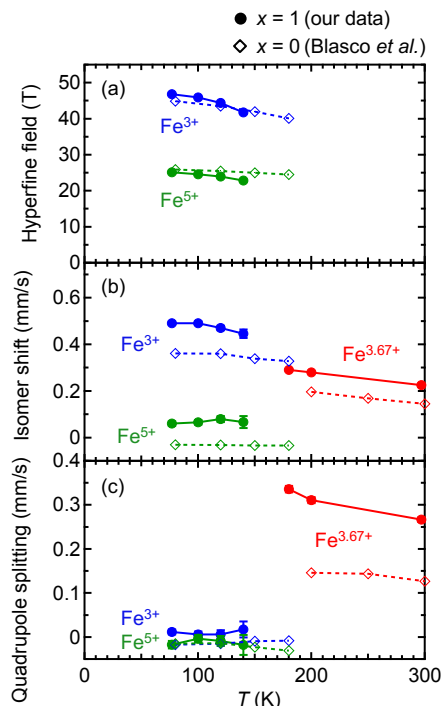 ● x = 1 (our data)
◇ x = 0 (Blasco et al.)
(a)
Hyperfine field (T)
50
40
30
20
10
0
Fe3+
Fe5+
(b)
Isomer shift (mm/s)
0.6
0.4
0.2
0
Fe3+
Fe3.67+
Fe5+
(c)
Quadrupole splitting (mm/s)
0.4
0.3
0.2
0.1
0
Fe3.67+
Fe3+
Fe5+
0 100 200 300
T (K)